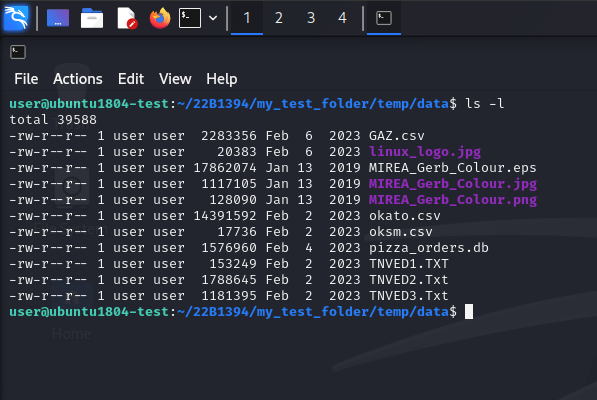 1 2 3 4
File Actions Edit View Help
user@ubuntu1804-test:~/22B1394/my_test_folder/temp/data$ ls -l
total 39588
-rw-r--r-- 1 user user  2283356 Feb  6  2023 GAZ.csv
-rw-r--r-- 1 user user    20383 Feb  6  2023 linux_logo.jpg
-rw-r--r-- 1 user user 17862074 Jan 13  2019 MIREA_Gerb_Colour.eps
-rw-r--r-- 1 user user  1117105 Jan 13  2019 MIREA_Gerb_Colour.jpg
-rw-r--r-- 1 user user   128090 Jan 13  2019 MIREA_Gerb_Colour.png
-rw-r--r-- 1 user user 14391592 Feb  2  2023 okato.csv
-rw-r--r-- 1 user user    17736 Feb  2  2023 oksm.csv
-rw-r--r-- 1 user user  1576960 Feb  4  2023 pizza_orders.db
-rw-r--r-- 1 user user   153249 Feb  2  2023 TNVED1.TXT
-rw-r--r-- 1 user user  1788645 Feb  2  2023 TNVED2.Txt
-rw-r--r-- 1 user user  1181395 Feb  2  2023 TNVED3.Txt
user@ubuntu1804-test:~/22B1394/my_test_folder/temp/data$
Home